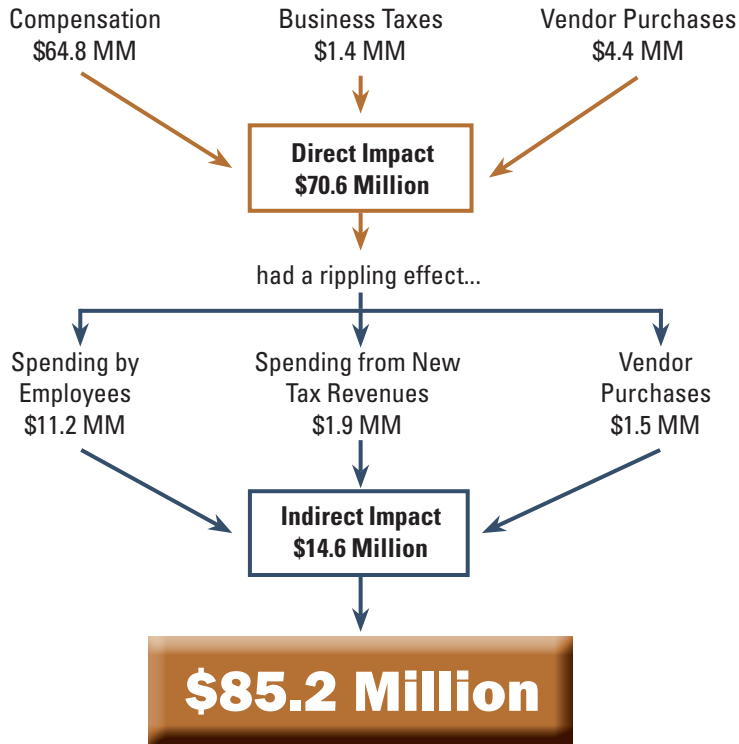 Compensation
$64.8 MM
Business Taxes
$1.4 MM
Vendor Purchases
$4.4 MM
Direct Impact
$70.6 Million
had a rippling effect...
Spending by
Employees
$11.2 MM
Spending from New
Tax Revenues
$1.9 MM
Vendor
Purchases
$1.5 MM
Indirect Impact
$14.6 Million
$85.2 Million